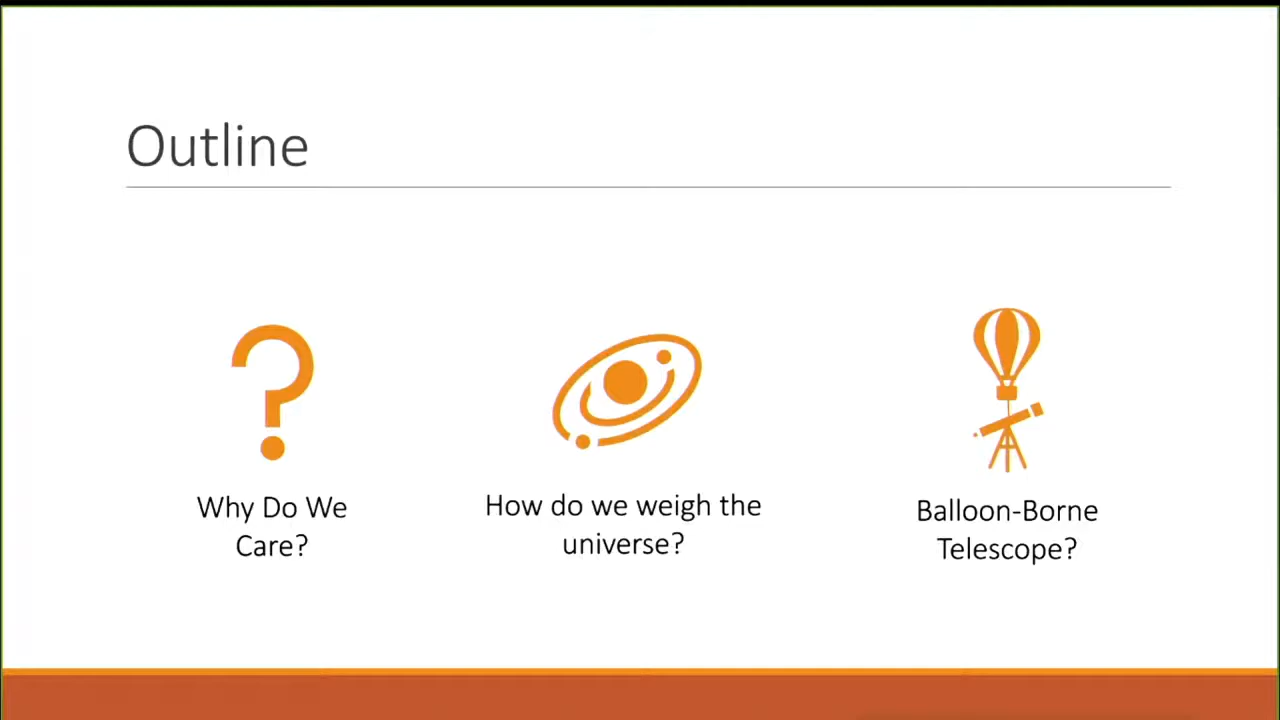 Outline
Why Do We
Care?
How do we weigh the
universe?
Balloon-Borne
Telescope?